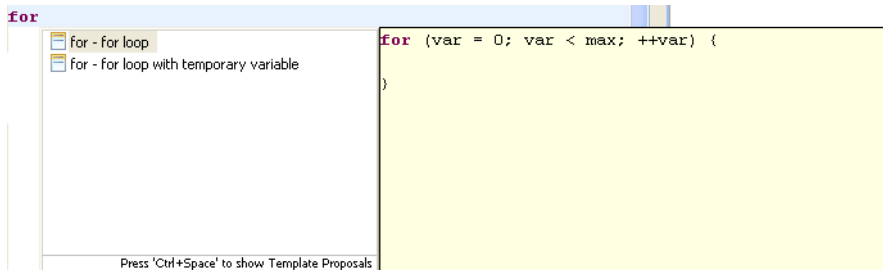 for
for - for loop
for - for loop with temporary variable
Press 'Ctrl+Space' to show Template Proposals
for (var = 0; var < max; ++var) {
}